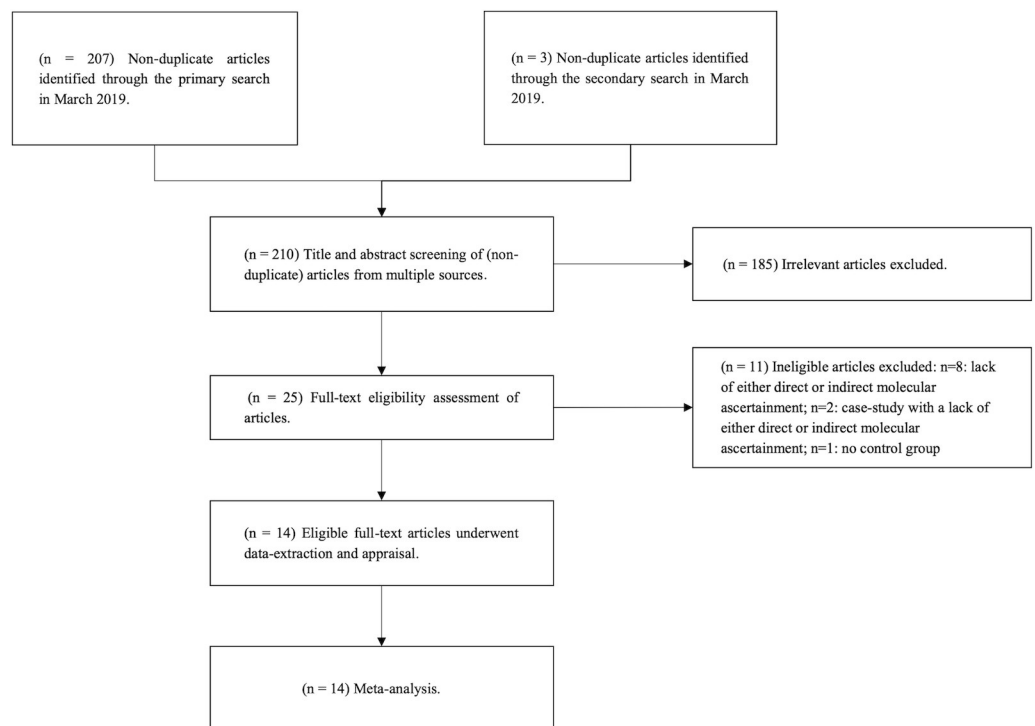 (n = 207) Non-duplicate articles
identified through the primary search
in March 2019.
(n = 3) Non-duplicate articles identified
through the secondary search in March
2019.
(n = 210) Title and abstract screening of (non-
duplicate) articles from multiple sources.
(n = 185) Irrelevant articles excluded.
(n = 25) Full-text eligibility assessment of
articles.
(n = 11) Ineligible articles excluded: n=8: lack
of either direct or indirect molecular
ascertainment; n=2: case-study with a lack of
either direct or indirect molecular
ascertainment; n=1: no control group
(n = 14) Eligible full-text articles underwent
data-extraction and appraisal.
(n = 14) Meta-analysis.